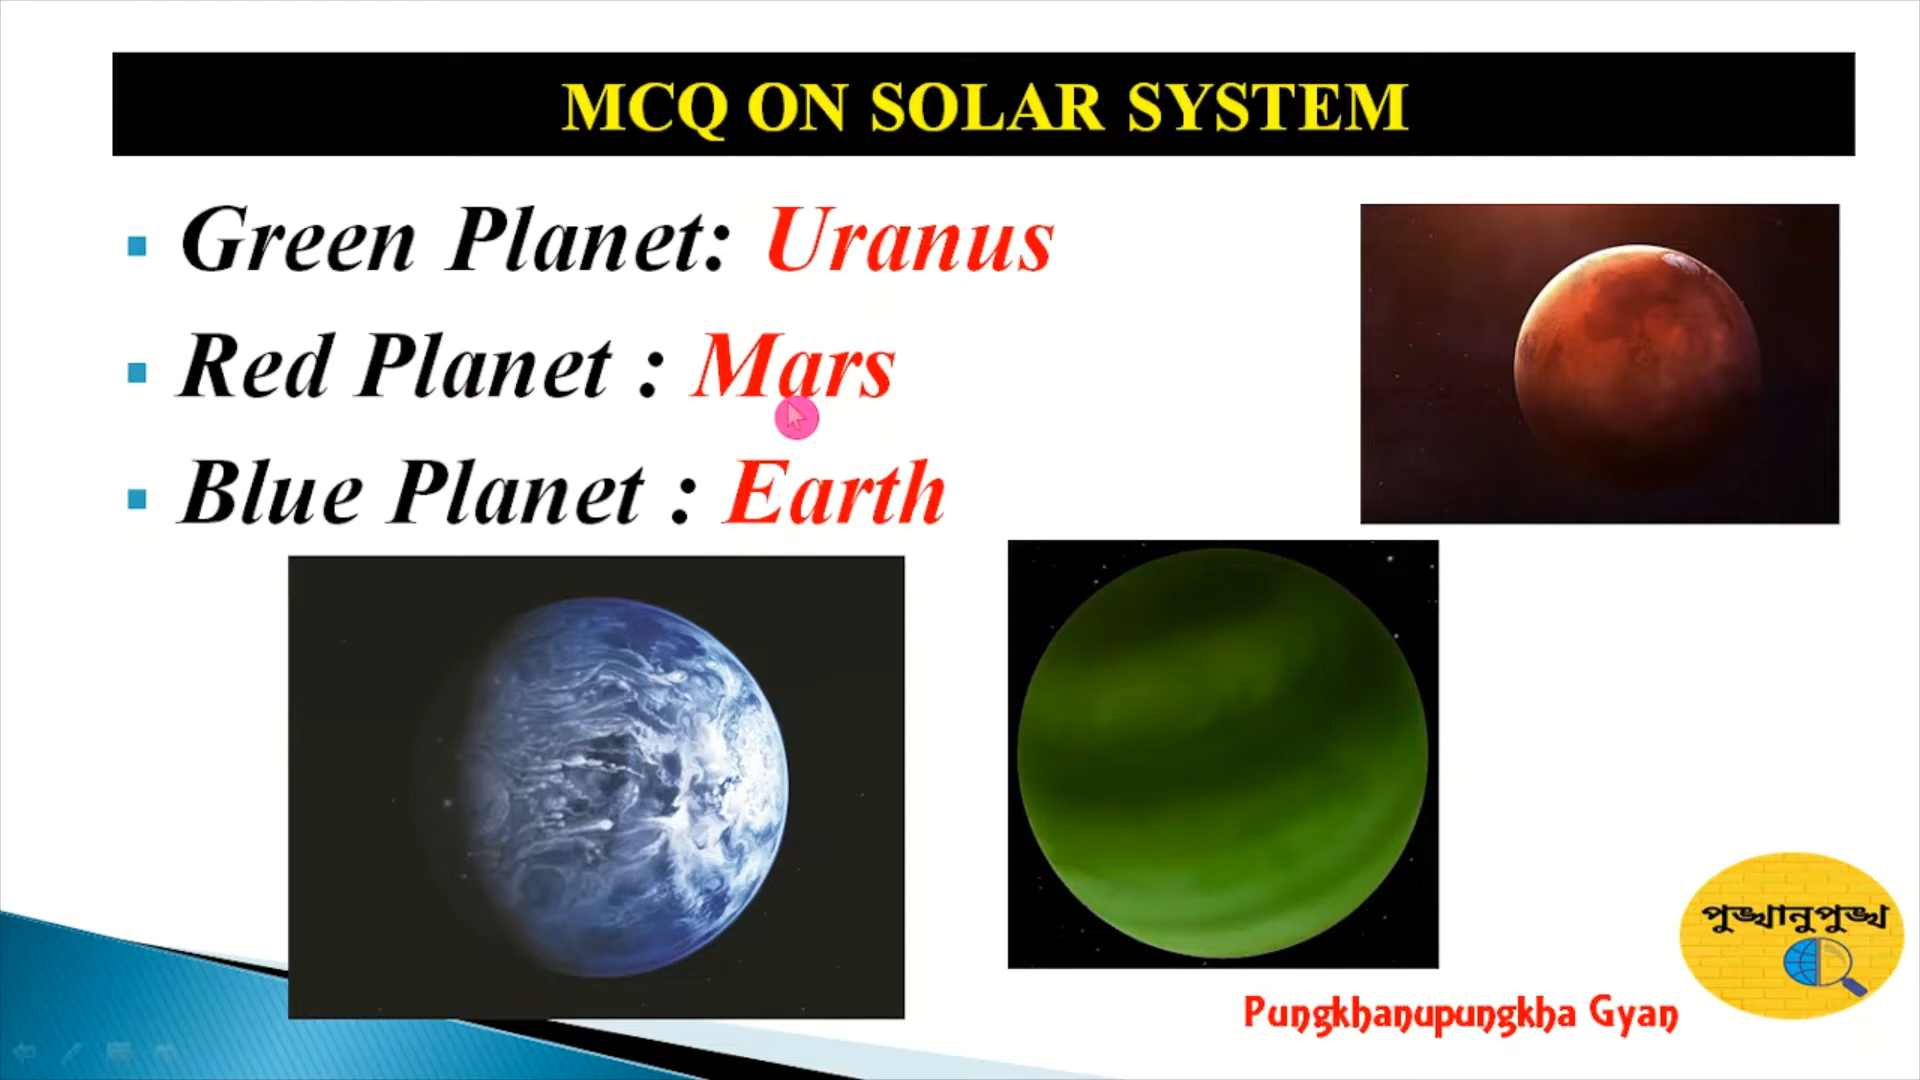 MCQ ON SOLAR SYSTEM
Green Planet: Uranus
Red Planet : Mars
Blue Planet : Earth
পুঙ্খানুপুঙ্খ
Pungkhanupungkha Gyan